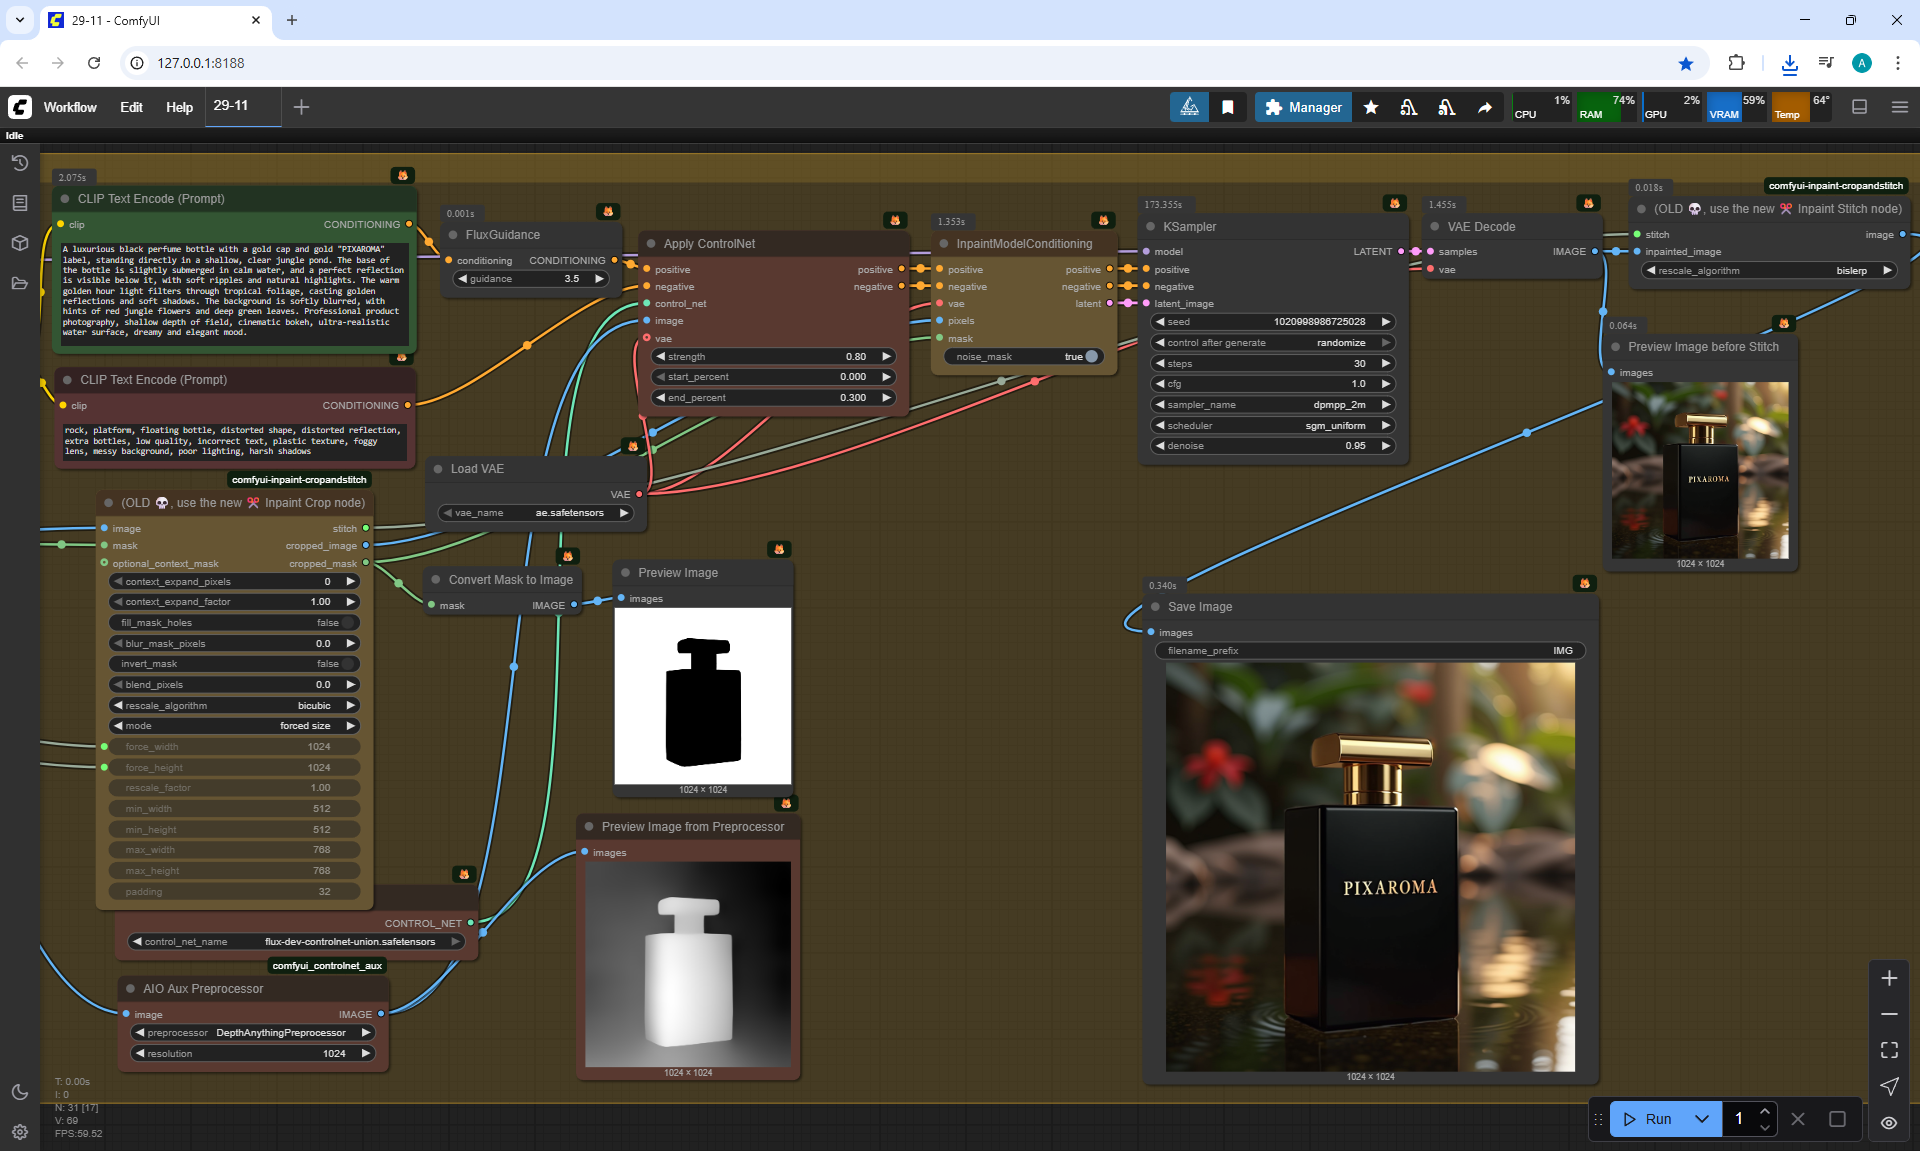 29-11 - ComfyUI
127.0.0.1:8188
A
Workflow
Edit
Help
29-11
Manager
CPU 1%
RAM 74%
GPU 2%
VRAM 59%
Temp 64°
Idle
2.075s
CLIP Text Encode (Prompt)
clip
CONDITIONING
A luxurious black perfume bottle with a gold cap and gold "PIXAROMA"
label, standing directly in a shallow, clear jungle pond. The base of
the bottle is slightly submerged in calm water, and a perfect reflection
is visible below it, with soft ripples and natural highlights. The warm
golden hour light filters through tropical foliage, casting golden
reflections and soft shadows. The background is softly blurred, with
hints of red jungle flowers and deep green leaves. Professional product
photography, shallow depth of field, cinematic bokeh, ultra-realistic
water surface, dreamy and elegant mood.
CLIP Text Encode (Prompt)
clip
CONDITIONING
rock, platform, floating bottle, distorted shape, distorted reflection,
extra bottles, low quality, incorrect text, plastic texture, foggy
lens, messy background, poor lighting, harsh shadows
0.001s
FluxGuidance
conditioning
CONDITIONING
guidance 3.5
Apply ControlNet
positive
positive
negative
negative
control_net
image
vae
strength 0.80
start_percent 0.000
end_percent 0.300
1.353s
InpaintModelConditioning
positive
positive
negative
negative
vae
latent
pixels
mask
noise_mask true
173.355s
KSampler
model
LATENT
positive
negative
latent_image
seed 1020998986725028
control after generate randomize
steps 30
cfg 1.0
sampler_name dpmpp_2m
scheduler sgm_uniform
denoise 0.95
1.455s
VAE Decode
samples
IMAGE
vae
0.018s
comfyui-inpaint-cropandstitch
(OLD 💀, use the new ✂️ Inpaint Stitch node)
stitch
image
inpainted_image
rescale_algorithm bislerp
0.064s
Preview Image before Stitch
images
PIXAROMA
1024 × 1024
Load VAE
VAE
vae_name ae.safetensors
comfyui-inpaint-cropandstitch
(OLD 💀, use the new ✂️ Inpaint Crop node)
image
stitch
mask
cropped_image
optional_context_mask
cropped_mask
context_expand_pixels 0
context_expand_factor 1.00
fill_mask_holes false
blur_mask_pixels 0.0
invert_mask false
blend_pixels 0.0
rescale_algorithm bicubic
mode forced size
force_width 1024
force_height 1024
rescale_factor 1.00
min_width 512
min_height 512
max_width 768
max_height 768
padding 32
Convert Mask to Image
mask
IMAGE
Preview Image
images
1024 × 1024
CONTROL_NET
control_net_name flux-dev-controlnet-union.safetensors
comfyui_controlnet_aux
AIO Aux Preprocessor
image
IMAGE
preprocessor DepthAnythingPreprocessor
resolution 1024
Preview Image from Preprocessor
images
1024 × 1024
0.340s
Save Image
images
filename_prefix IMG
PIXAROMA
1024 × 1024
T: 0.00s
I: 0
N: 31 [17]
V: 69
FPS:59.52
Run
1